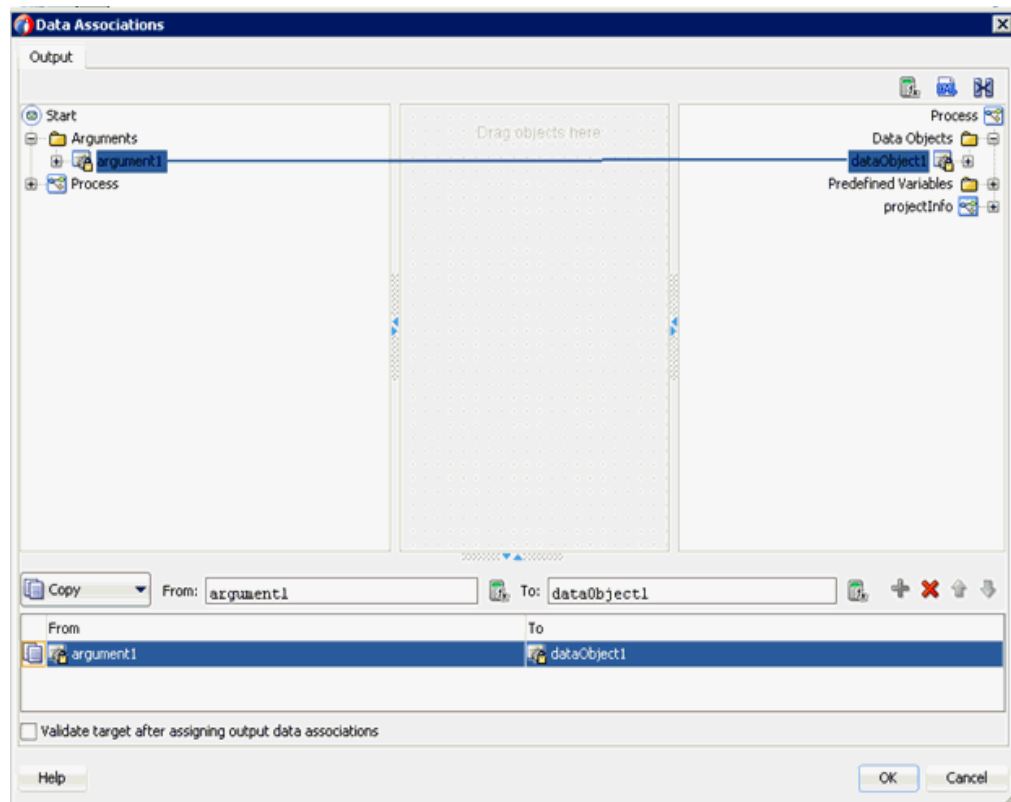 Data Associations
Output
Start
Arguments
argument1
Process
Drag objects here
Process
Data Objects
dataObject1
Predefined Variables
projectInfo
Copy From: argument1 To: dataObject1
From To
argument1 dataObject1
Validate target after assigning output data associations
Help OK Cancel